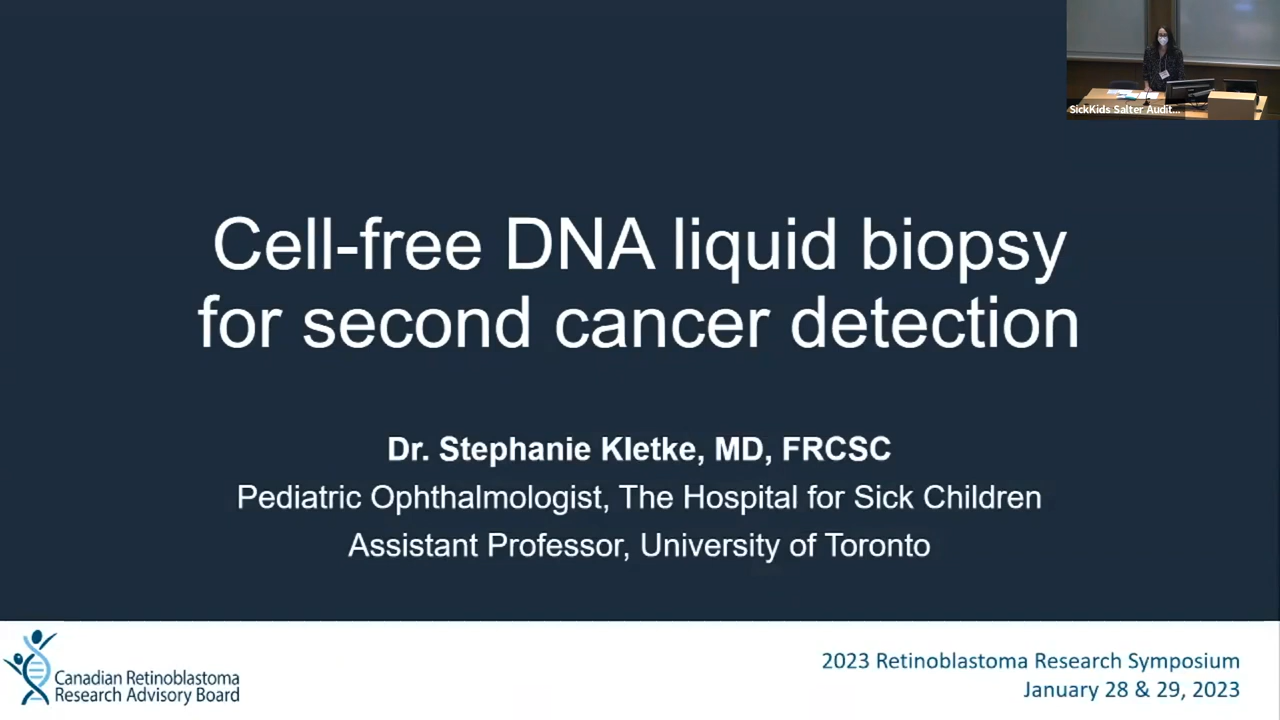 SickKids Salter Audit...
Cell-free DNA liquid biopsy
for second cancer detection
Dr. Stephanie Kletke, MD, FRCSC
Pediatric Ophthalmologist, The Hospital for Sick Children
Assistant Professor, University of Toronto
Canadian Retinoblastoma
Research Advisory Board
2023 Retinoblastoma Research Symposium
January 28 & 29, 2023